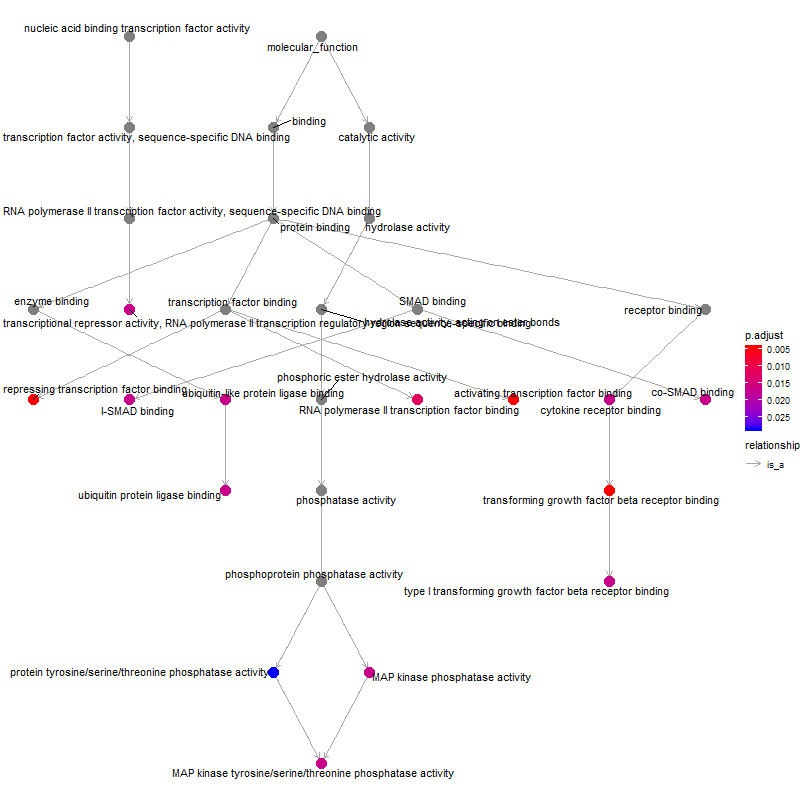 nucleic acid binding transcription factor activity
molecular_function
binding
transcription factor activity, sequence-specific DNA binding
catalytic activity
RNA polymerase II transcription factor activity, sequence-specific DNA binding
protein binding
hydrolase activity
enzyme binding
transcription factor binding
SMAD binding
receptor binding
transcriptional repressor activity, RNA polymerase II transcription regulatory region sequence-specific binding
hydrolase activity, acting on ester bonds
p.adjust
0.005
0.010
0.015
0.020
0.025
relationship
is_a
phosphoric ester hydrolase activity
repressing transcription factor binding
ubiquitin-like protein ligase binding
activating transcription factor binding
co-SMAD binding
I-SMAD binding
RNA polymerase II transcription factor binding
cytokine receptor binding
ubiquitin protein ligase binding
phosphatase activity
transforming growth factor beta receptor binding
phosphoprotein phosphatase activity
type I transforming growth factor beta receptor binding
protein tyrosine/serine/threonine phosphatase activity
MAP kinase phosphatase activity
MAP kinase tyrosine/serine/threonine phosphatase activity